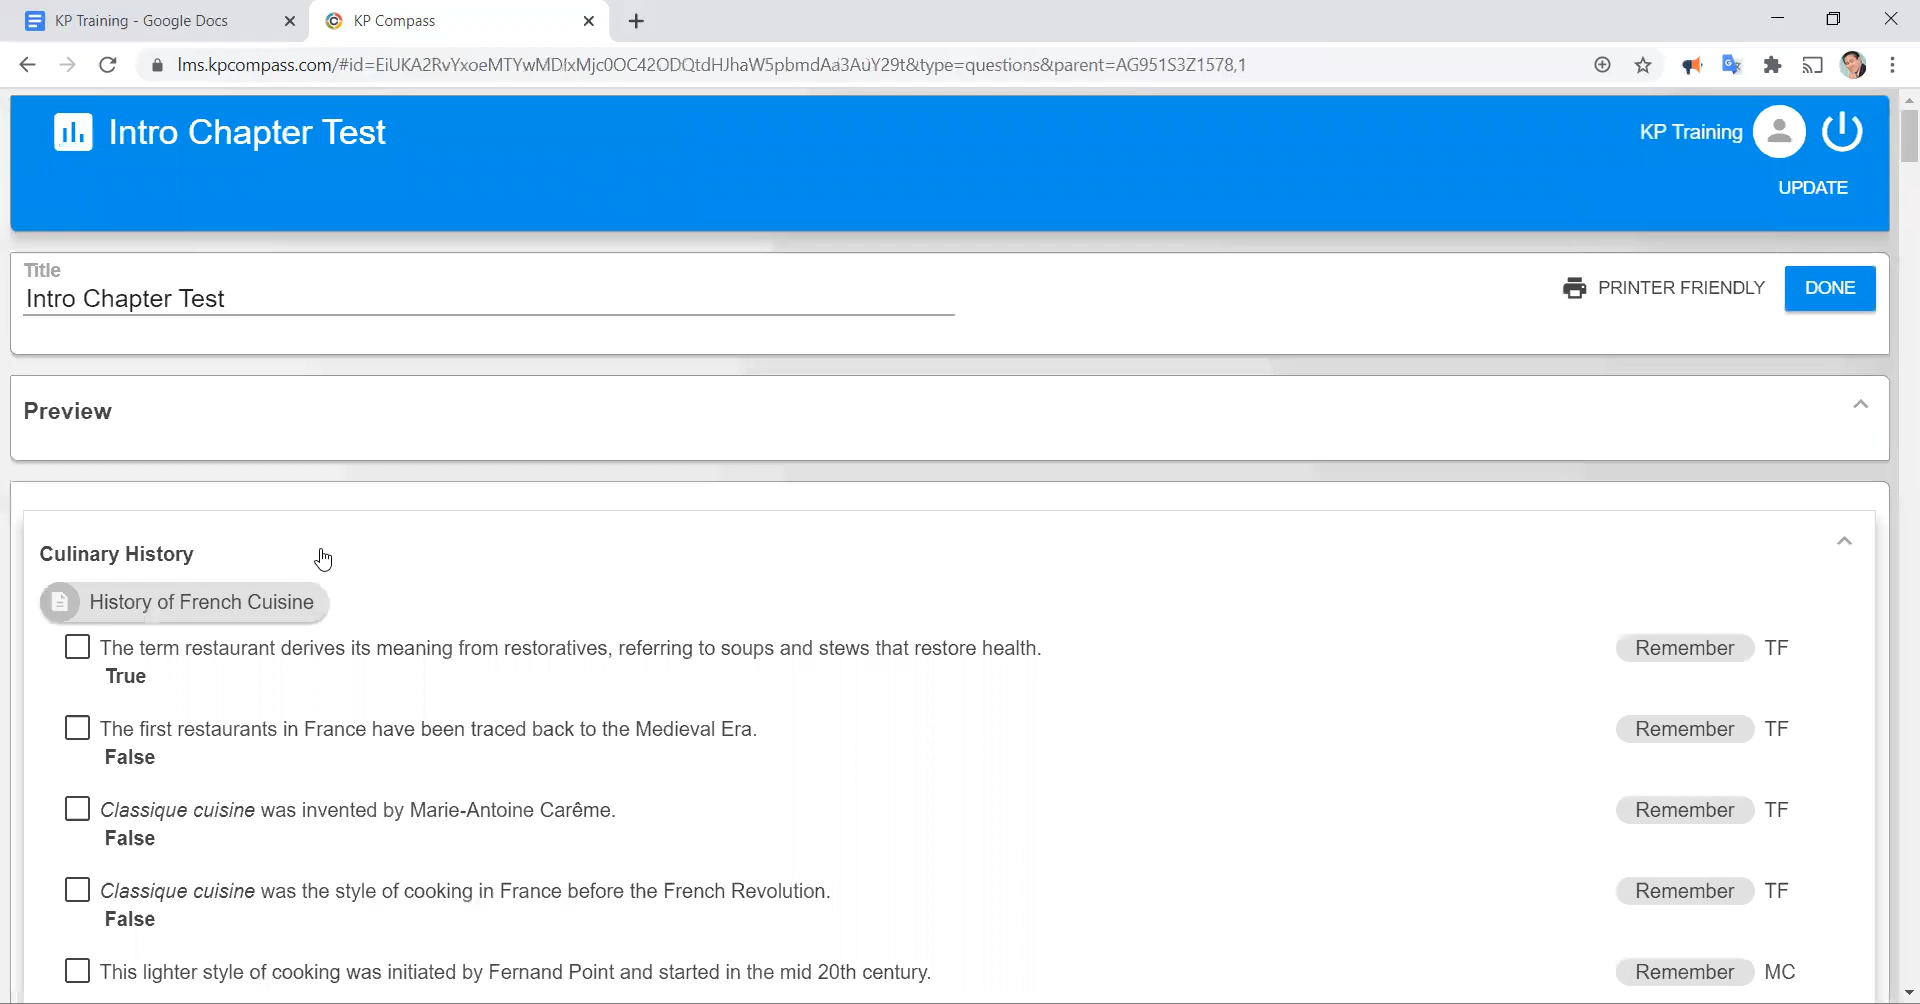 KP Training - Google Docs
KP Compass
lms.kpcompass.com/#id=EiUKA2RvYxoeMTYwMDIxMjc0OC42ODQtdHJhaW5pbmdAa3AuY29t&type=questions&parent=AG951S3Z1578,1
Intro Chapter Test
KP Training
UPDATE
Title
Intro Chapter Test
PRINTER FRIENDLY
DONE
Preview
Culinary History
History of French Cuisine
The term restaurant derives its meaning from restoratives, referring to soups and stews that restore health. Remember TF
True
The first restaurants in France have been traced back to the Medieval Era. Remember TF
False
Classique cuisine was invented by Marie-Antoine Carême. Remember TF
False
Classique cuisine was the style of cooking in France before the French Revolution. Remember TF
False
This lighter style of cooking was initiated by Fernand Point and started in the mid 20th century. Remember MC